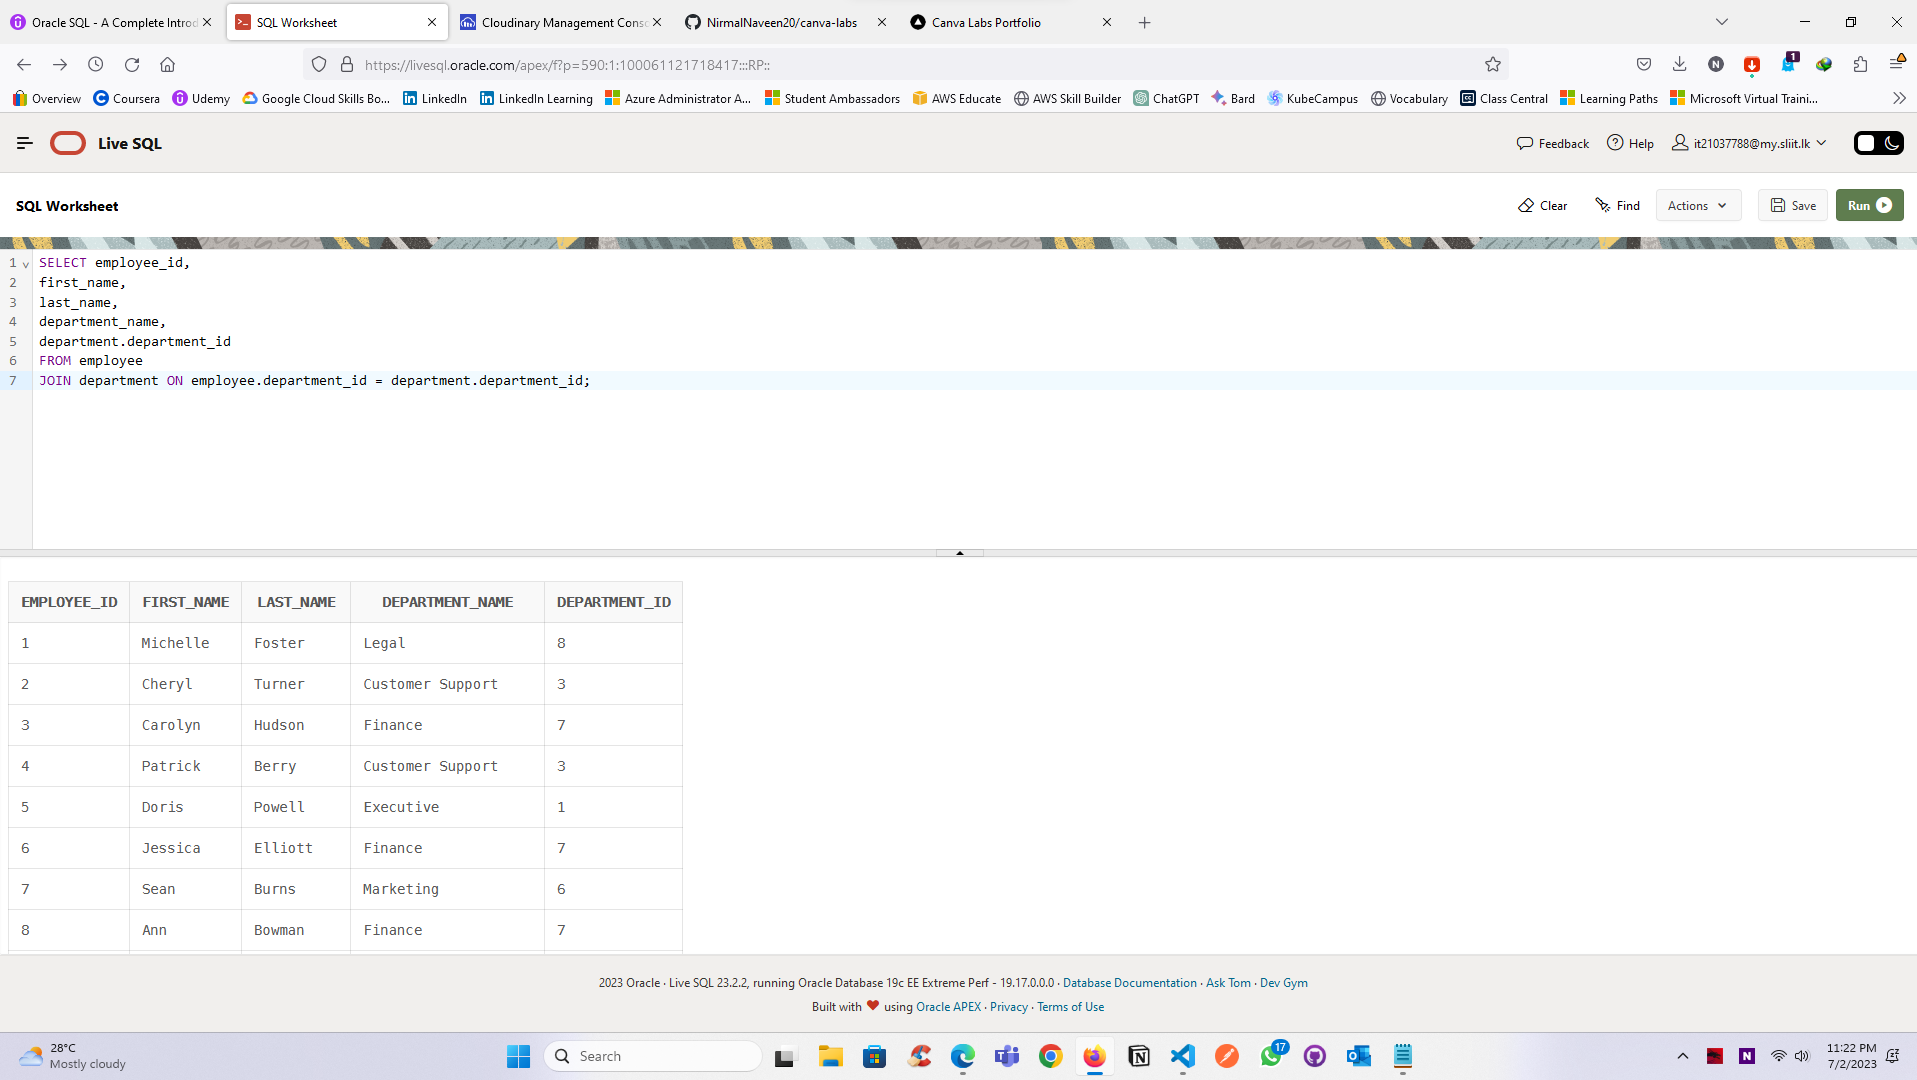 Oracle SQL - A Complete Introd
SQL Worksheet
Cloudinary Management Conso
NirmalNaveen20/canva-labs
Canva Labs Portfolio
https://livesql.oracle.com/apex/f?p=590:1:100061121718417:::RP::
N
1
Overview
Coursera
Udemy
Google Cloud Skills Bo...
LinkedIn
LinkedIn Learning
Azure Administrator A...
Student Ambassadors
AWS Educate
AWS Skill Builder
ChatGPT
Bard
KubeCampus
Vocabulary
Class Central
Learning Paths
Microsoft Virtual Traini...
Live SQL
Feedback
Help
it21037788@my.sliit.lk
SQL Worksheet
Clear
Find
Actions
Save
Run
1 SELECT employee_id,
2 first_name,
3 last_name,
4 department_name,
5 department.department_id
6 FROM employee
7 JOIN department ON employee.department_id = department.department_id;
EMPLOYEE_ID FIRST_NAME LAST_NAME DEPARTMENT_NAME DEPARTMENT_ID
1 Michelle Foster Legal 8
2 Cheryl Turner Customer Support 3
3 Carolyn Hudson Finance 7
4 Patrick Berry Customer Support 3
5 Doris Powell Executive 1
6 Jessica Elliott Finance 7
7 Sean Burns Marketing 6
8 Ann Bowman Finance 7
2023 Oracle · Live SQL 23.2.2, running Oracle Database 19c EE Extreme Perf - 19.17.0.0.0 · Database Documentation · Ask Tom · Dev Gym
Built with ❤ using Oracle APEX · Privacy · Terms of Use
28°C
Mostly cloudy
Search
17
N
11:22 PM
7/2/2023